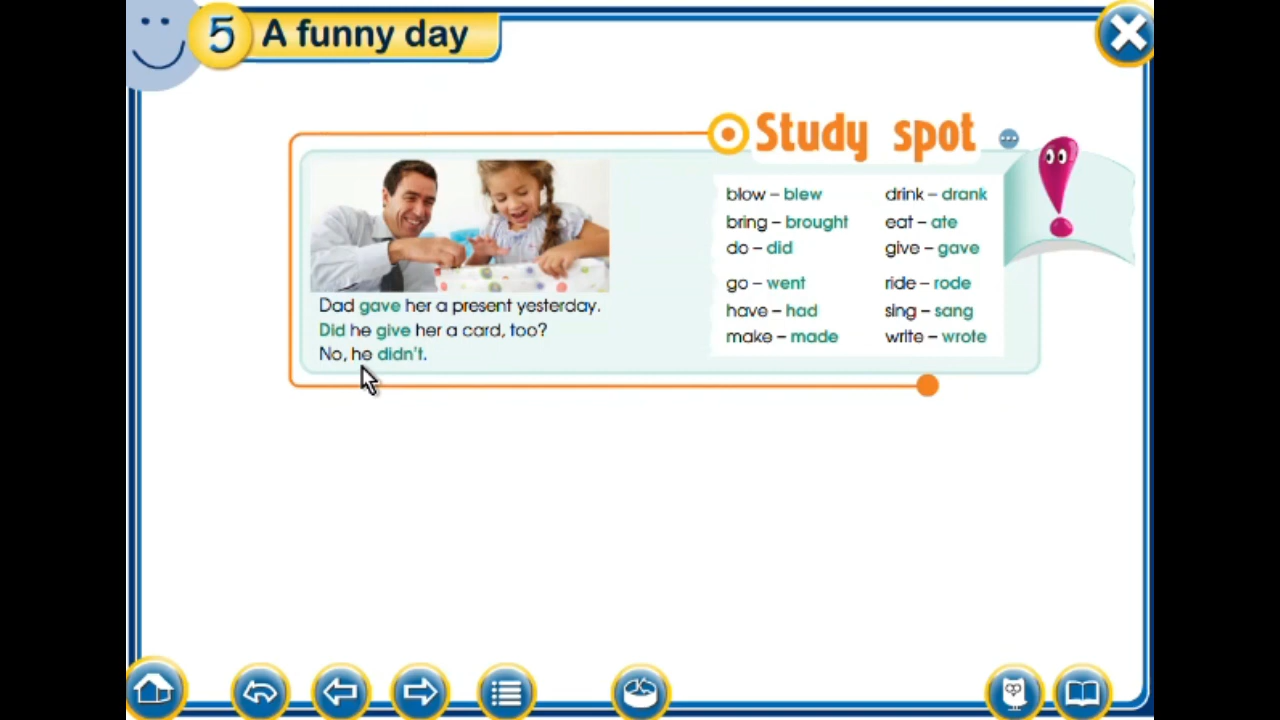 5 A funny day
Study spot
Dad gave her a present yesterday.
Did he give her a card, too?
No, he didn't.
blow – blew
bring – brought
do – did
go – went
have – had
make – made
drink – drank
eat – ate
give – gave
ride – rode
sing – sang
write – wrote